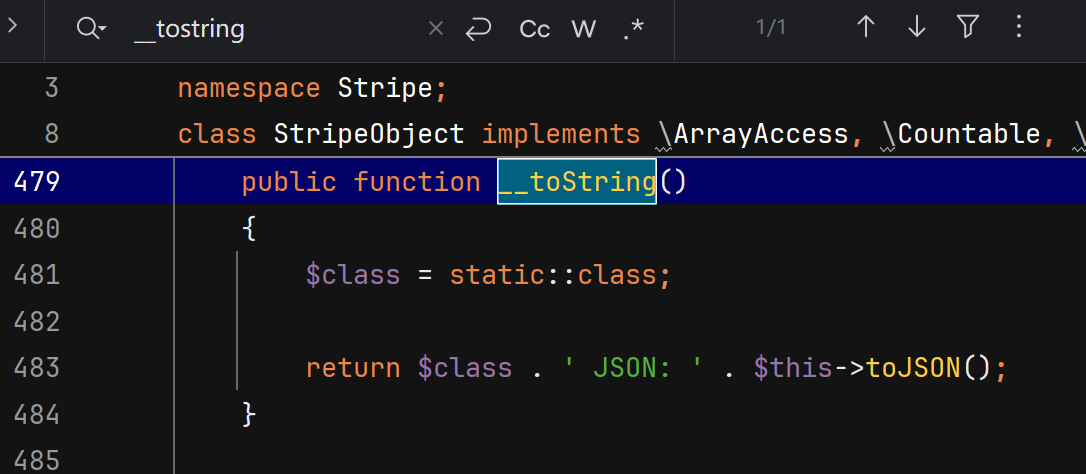 __tostring Cc W .* 1/1
3 namespace Stripe;
8 class StripeObject implements \ArrayAccess, \Countable, \
479 public function __toString()
480 {
481 $class = static::class;
482
483 return $class . ' JSON: ' . $this->toJSON();
484 }
485